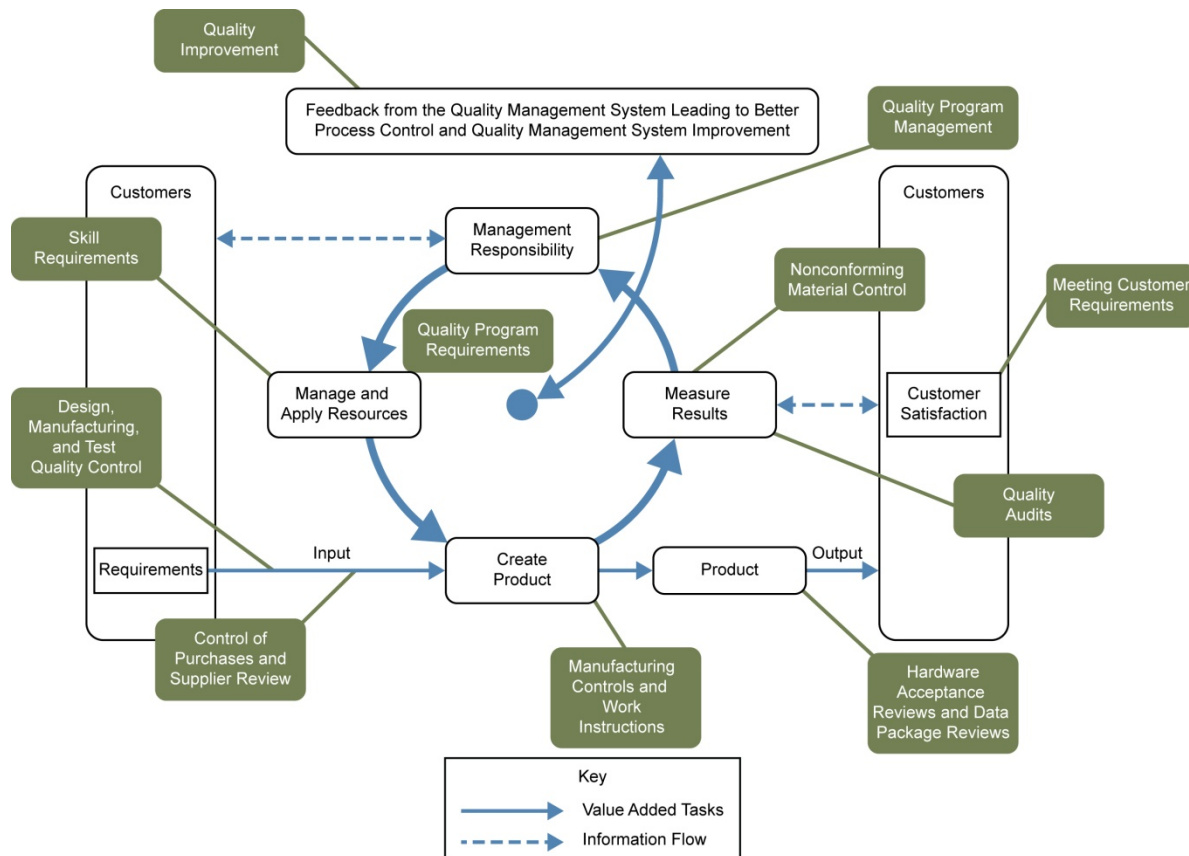 Quality
Improvement
Feedback from the Quality Management System Leading to Better
Process Control and Quality Management System Improvement
Quality Program
Management
Customers
Customers
Skill
Requirements
Management
Responsibility
Nonconforming
Material Control
Meeting Customer
Requirements
Quality Program
Requirements
Manage and
Apply Resources
Measure
Results
Customer
Satisfaction
Design,
Manufacturing,
and Test
Quality Control
Quality
Audits
Requirements
Input
Create
Product
Product
Output
Control of
Purchases and
Supplier Review
Manufacturing
Controls and
Work
Instructions
Hardware
Acceptance
Reviews and Data
Package Reviews
Key
Value Added Tasks
Information Flow